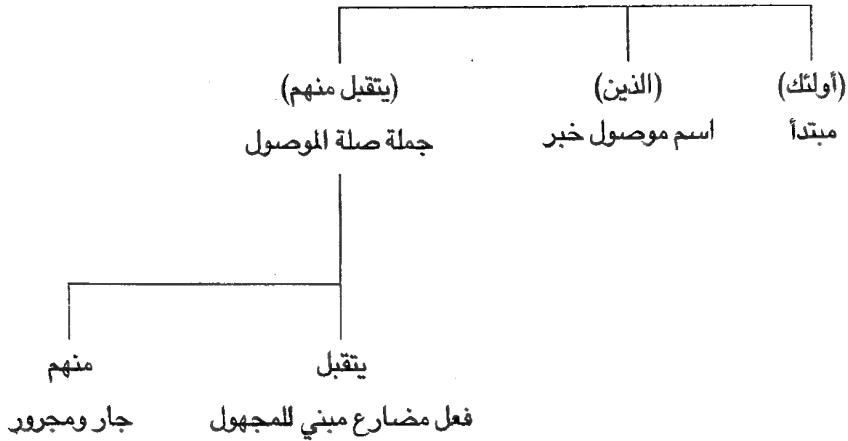 (أولئك) (الذين) (يتقبل منهم)
مبتدأ اسم موصول خبر جملة صلة الموصول
يتقبل منهم
فعل مضارع مبني للمجهول جار ومجرور